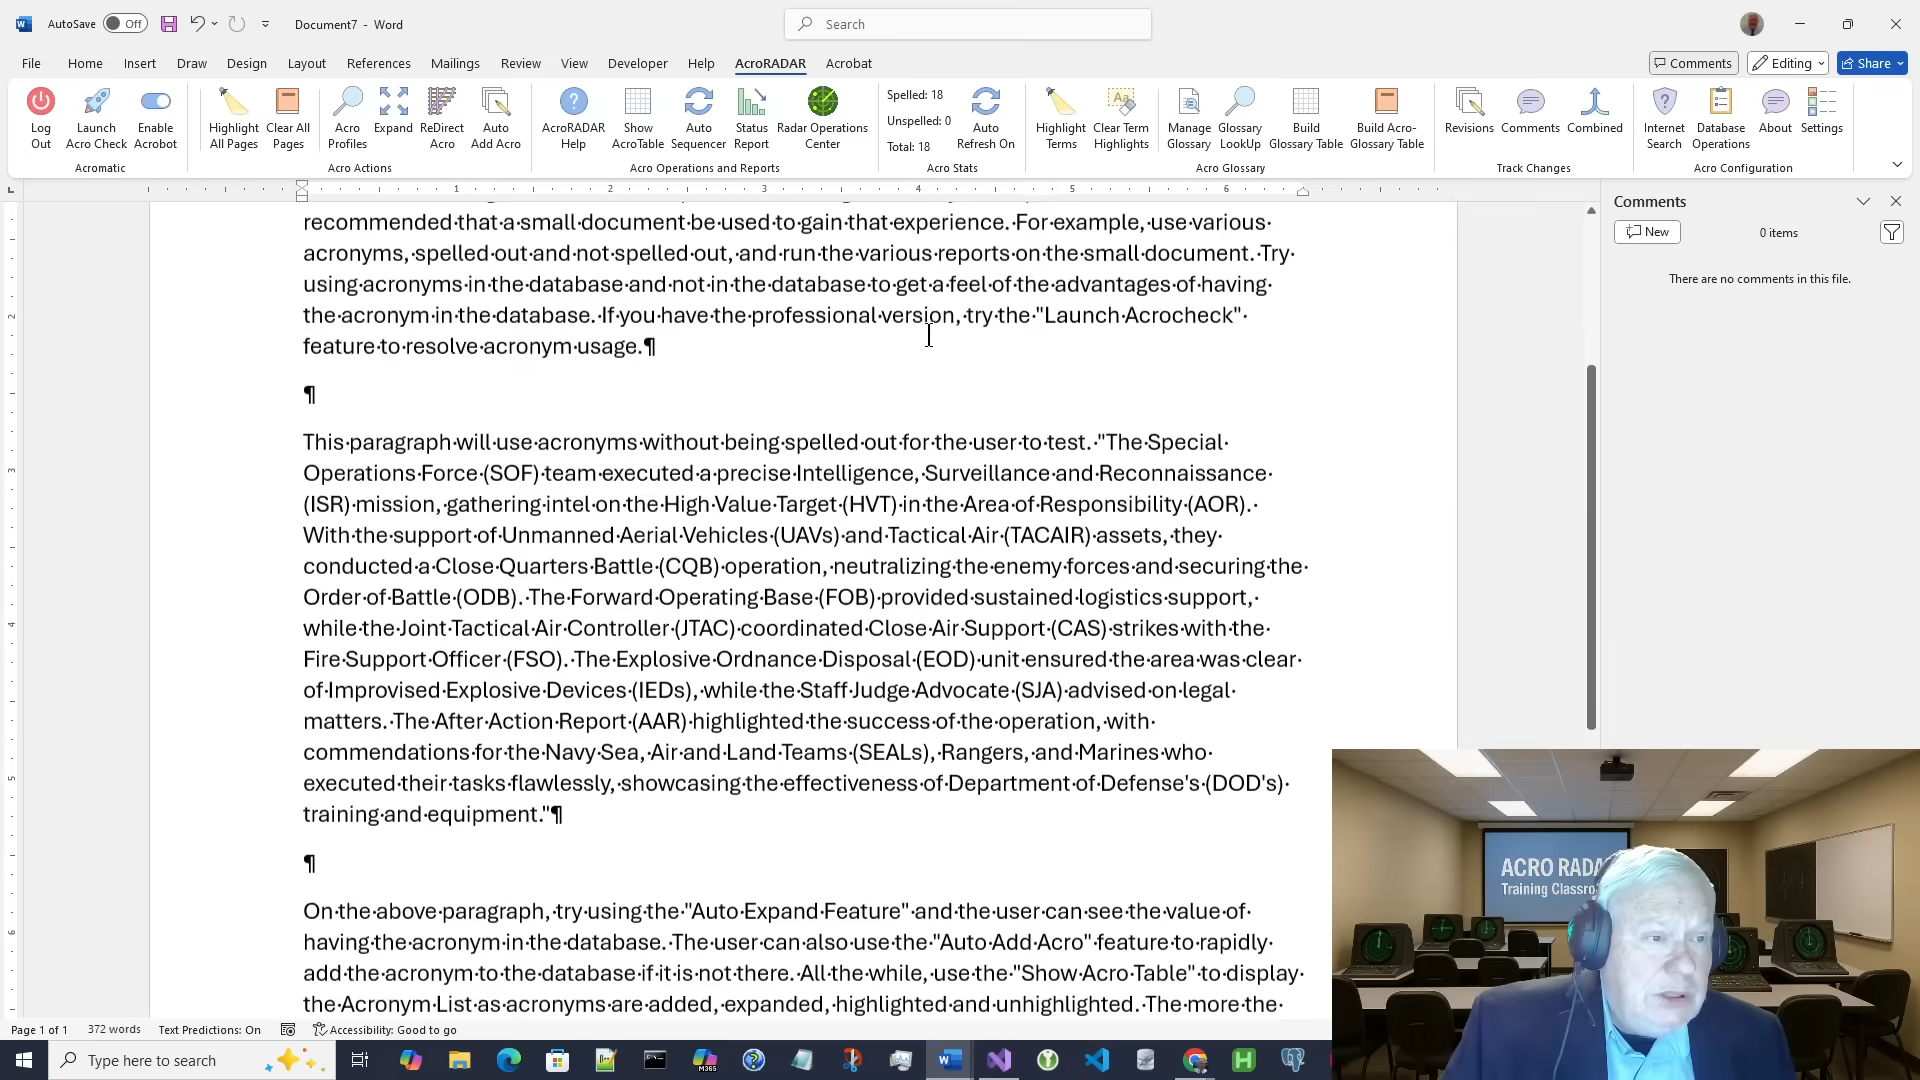 AutoSave Off Document7 - Word Search
File Home Insert Draw Design Layout References Mailings Review View Developer Help AcroRADAR Acrobat Comments Editing Share
Log Out
Launch Acro Check
Enable Acrobot
Highlight All Pages
Clear All Pages
Acro Profiles
Expand
ReDirect Acro
Auto Add Acro
AcroRADAR Help
Show AcroTable
Auto Sequencer
Status Report
Radar Operations Center
Spelled: 18
Unspelled: 0
Total: 18
Auto Refresh On
Highlight Terms
Clear Term Highlights
Manage Glossary
Glossary LookUp
Build Glossary Table
Build Acro-Glossary Table
Revisions
Comments
Combined
Internet Search
Database Operations
About
Settings
Acromatic Acro Actions Acro Operations and Reports Acro Stats Acro Glossary Track Changes Acro Configuration
1 2 3 4 5 6
Comments
New 0 items
There are no comments in this file.
recommended that a small document be used to gain that experience. For example, use various
acronyms, spelled out and not spelled out, and run the various reports on the small document. Try
using acronyms in the database and not in the database to get a feel of the advantages of having
the acronym in the database. If you have the professional version, try the "Launch Acrocheck"
feature to resolve acronym usage.¶
¶
This paragraph will use acronyms without being spelled out for the user to test. "The Special
Operations Force (SOF) team executed a precise Intelligence, Surveillance and Reconnaissance
(ISR) mission, gathering intel on the High Value Target (HVT) in the Area of Responsibility (AOR).
With the support of Unmanned Aerial Vehicles (UAVs) and Tactical Air (TACAIR) assets, they
conducted a Close Quarters Battle (CQB) operation, neutralizing the enemy forces and securing the
Order of Battle (ODB). The Forward Operating Base (FOB) provided sustained logistics support,
while the Joint Tactical Air Controller (JTAC) coordinated Close Air Support (CAS) strikes with the
Fire Support Officer (FSO). The Explosive Ordnance Disposal (EOD) unit ensured the area was clear
of Improvised Explosive Devices (IEDs), while the Staff Judge Advocate (SJA) advised on legal
matters. The After Action Report (AAR) highlighted the success of the operation, with
commendations for the Navy Sea, Air and Land Teams (SEALs), Rangers, and Marines who
executed their tasks flawlessly, showcasing the effectiveness of Department of Defense's (DOD's)
training and equipment."¶
¶
On the above paragraph, try using the "Auto Expand Feature" and the user can see the value of
having the acronym in the database. The user can also use the "Auto Add Acro" feature to rapidly
add the acronym to the database if it is not there. All the while, use the "Show Acro Table" to display
the Acronym List as acronyms are added, expanded, highlighted and unhighlighted. The more the
2
3
4
5
6
ACRO RADA
Training Classro
Page 1 of 1 372 words Text Predictions: On Accessibility: Good to go
Type here to search
M365